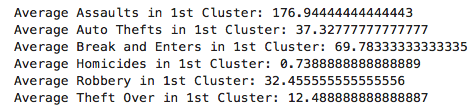 Average Assaults in 1st Cluster: 176.94444444444443
Average Auto Thefts in 1st Cluster: 37.32777777777777
Average Break and Enters in 1st Cluster: 69.78333333333335
Average Homicides in 1st Cluster: 0.7388888888888889
Average Robbery in 1st Cluster: 32.455555555555556
Average Theft Over in 1st Cluster: 12.488888888888887